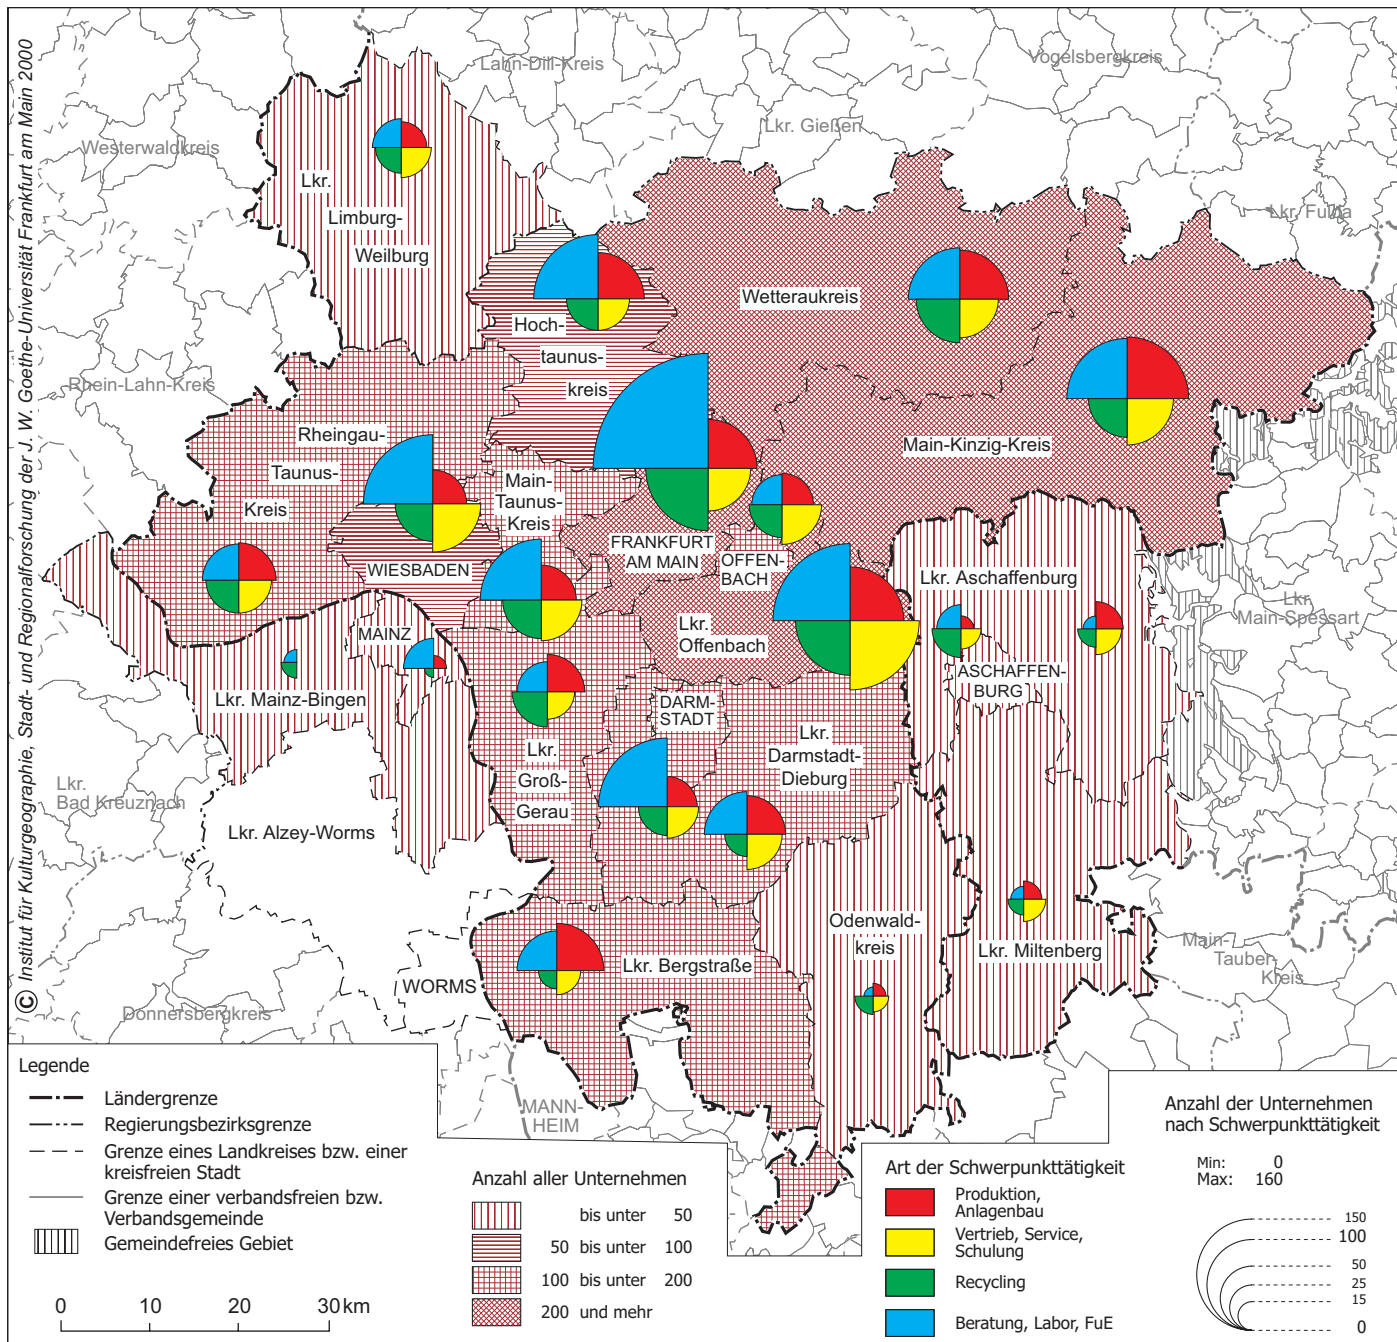 © Institut für Kulturgeographie, Stadt- und Regionalforschung der J. W. Goethe-Universität Frankfurt am Main 2000
Lahn-Dill-Kreis
Vogelsbergkreis
Lkr. Gießen
Westerwaldkreis
Lkr.
Limburg-
Weilburg
Lkr. Fulda
Wetteraukreis
Hoch-
taunus-
kreis
Rhein-Lahn-Kreis
Rheingau-
Taunus-
Kreis
Main-Kinzig-Kreis
Main-
Taunus-
Kreis
WIESBADEN
FRANKFURT
AM MAIN
OFFEN-
BACH
Lkr. Aschaffenburg
Lkr.
Main-Spessart
MAINZ
Lkr.
Offenbach
ASCHAFFEN-
BURG
Lkr. Mainz-Bingen
DARM-
STADT
Lkr.
Groß-
Gerau
Lkr.
Darmstadt-
Dieburg
Lkr.
Bad Kreuznach
Lkr. Alzey-Worms
Odenwald-
kreis
Lkr. Miltenberg
Main-
Tauber-
Kreis
Lkr. Bergstraße
WORMS
Donnersbergkreis
MANN-
HEIM
Legende
Ländergrenze
Regierungsbezirksgrenze
Grenze eines Landkreises bzw. einer
kreisfreien Stadt
Grenze einer verbandsfreien bzw.
Verbandsgemeinde
Gemeindefreies Gebiet
0 10 20 30 km
Anzahl aller Unternehmen
bis unter 50
50 bis unter 100
100 bis unter 200
200 und mehr
Art der Schwerpunkttätigkeit
Produktion,
Anlagenbau
Vertrieb, Service,
Schulung
Recycling
Beratung, Labor, FuE
Anzahl der Unternehmen
nach Schwerpunkttätigkeit
Min: 0
Max: 160
150
100
50
25
15
0